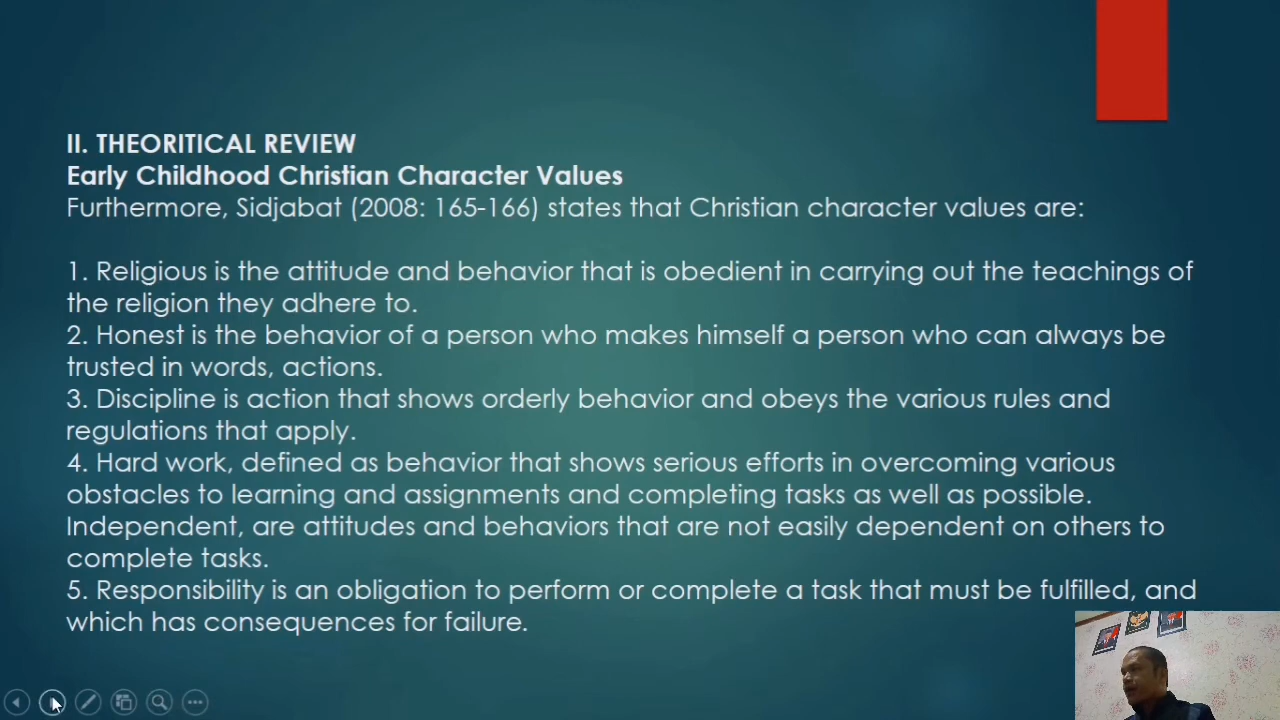 II. THEORITICAL REVIEW
Early Childhood Christian Character Values
Furthermore, Sidjabat (2008: 165-166) states that Christian character values are:
1. Religious is the attitude and behavior that is obedient in carrying out the teachings of
the religion they adhere to.
2. Honest is the behavior of a person who makes himself a person who can always be
trusted in words, actions.
3. Discipline is action that shows orderly behavior and obeys the various rules and
regulations that apply.
4. Hard work, defined as behavior that shows serious efforts in overcoming various
obstacles to learning and assignments and completing tasks as well as possible.
Independent, are attitudes and behaviors that are not easily dependent on others to
complete tasks.
5. Responsibility is an obligation to perform or complete a task that must be fulfilled, and
which has consequences for failure.